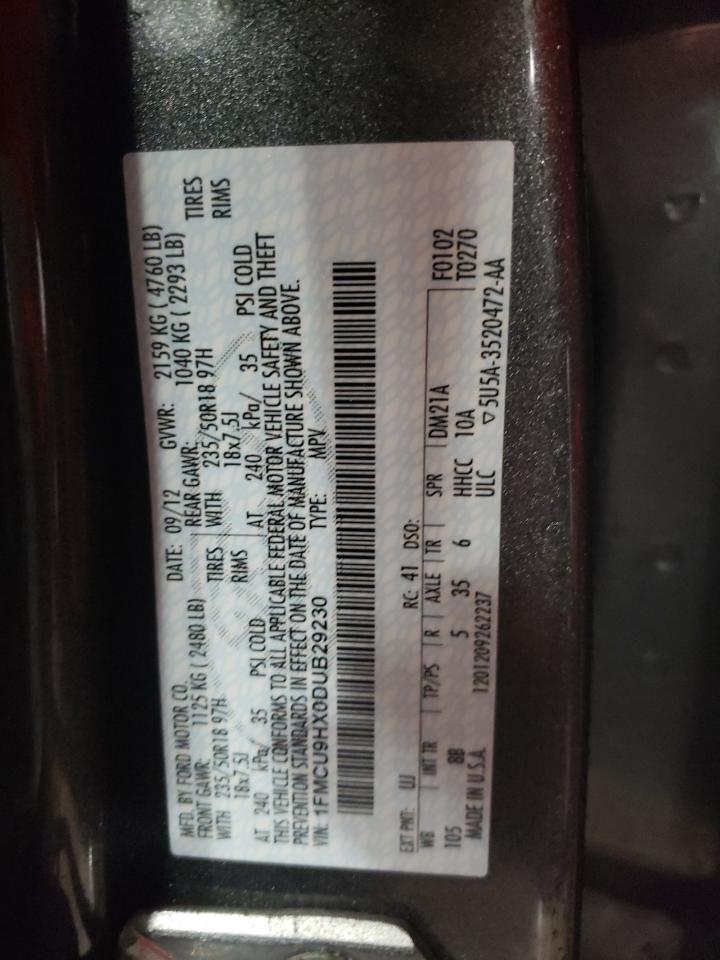 MFD. BY FORD MOTOR CO. DATE: 09/12 GVWR: 2159 KG ( 4760 LB)
FRONT GAWR: 1125 KG ( 2480 LB) REAR GAWR: 1040 KG ( 2293 LB)
WITH 235/50R18 97H TIRES WITH 235/50R18 97H TIRES
18x7.5J RIMS 18x7.5J RIMS
AT 240 kPa/ 35 PSI COLD AT 240 kPa/ 35 PSI COLD
THIS VEHICLE CONFORMS TO ALL APPLICABLE FEDERAL MOTOR VEHICLE SAFETY AND THEFT
PREVENTION STANDARDS IN EFFECT ON THE DATE OF MANUFACTURE SHOWN ABOVE.
VIN: 1FMCU9HX0DUB29230 TYPE: MPV
EXT PNT: UJ RC: 41 DSO: F0102
WB INT TR TP/PS R AXLE TR SPR DM21A T0270
105 8B 5 35 6 HHCC 10A
MADE IN U.S.A. 1201209262237 ULC ▽5U5A-3520472-AA